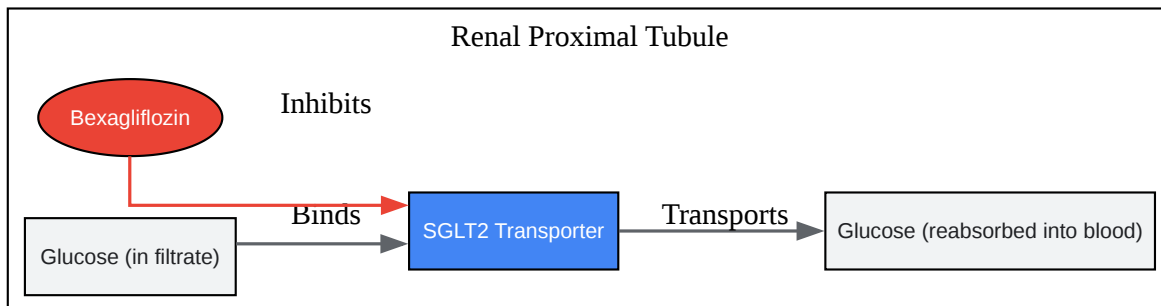 Renal Proximal Tubule
Inhibits
Bexagliflozin
Binds
Transports
SGLT2 Transporter
Glucose (reabsorbed into blood)
Glucose (in filtrate)